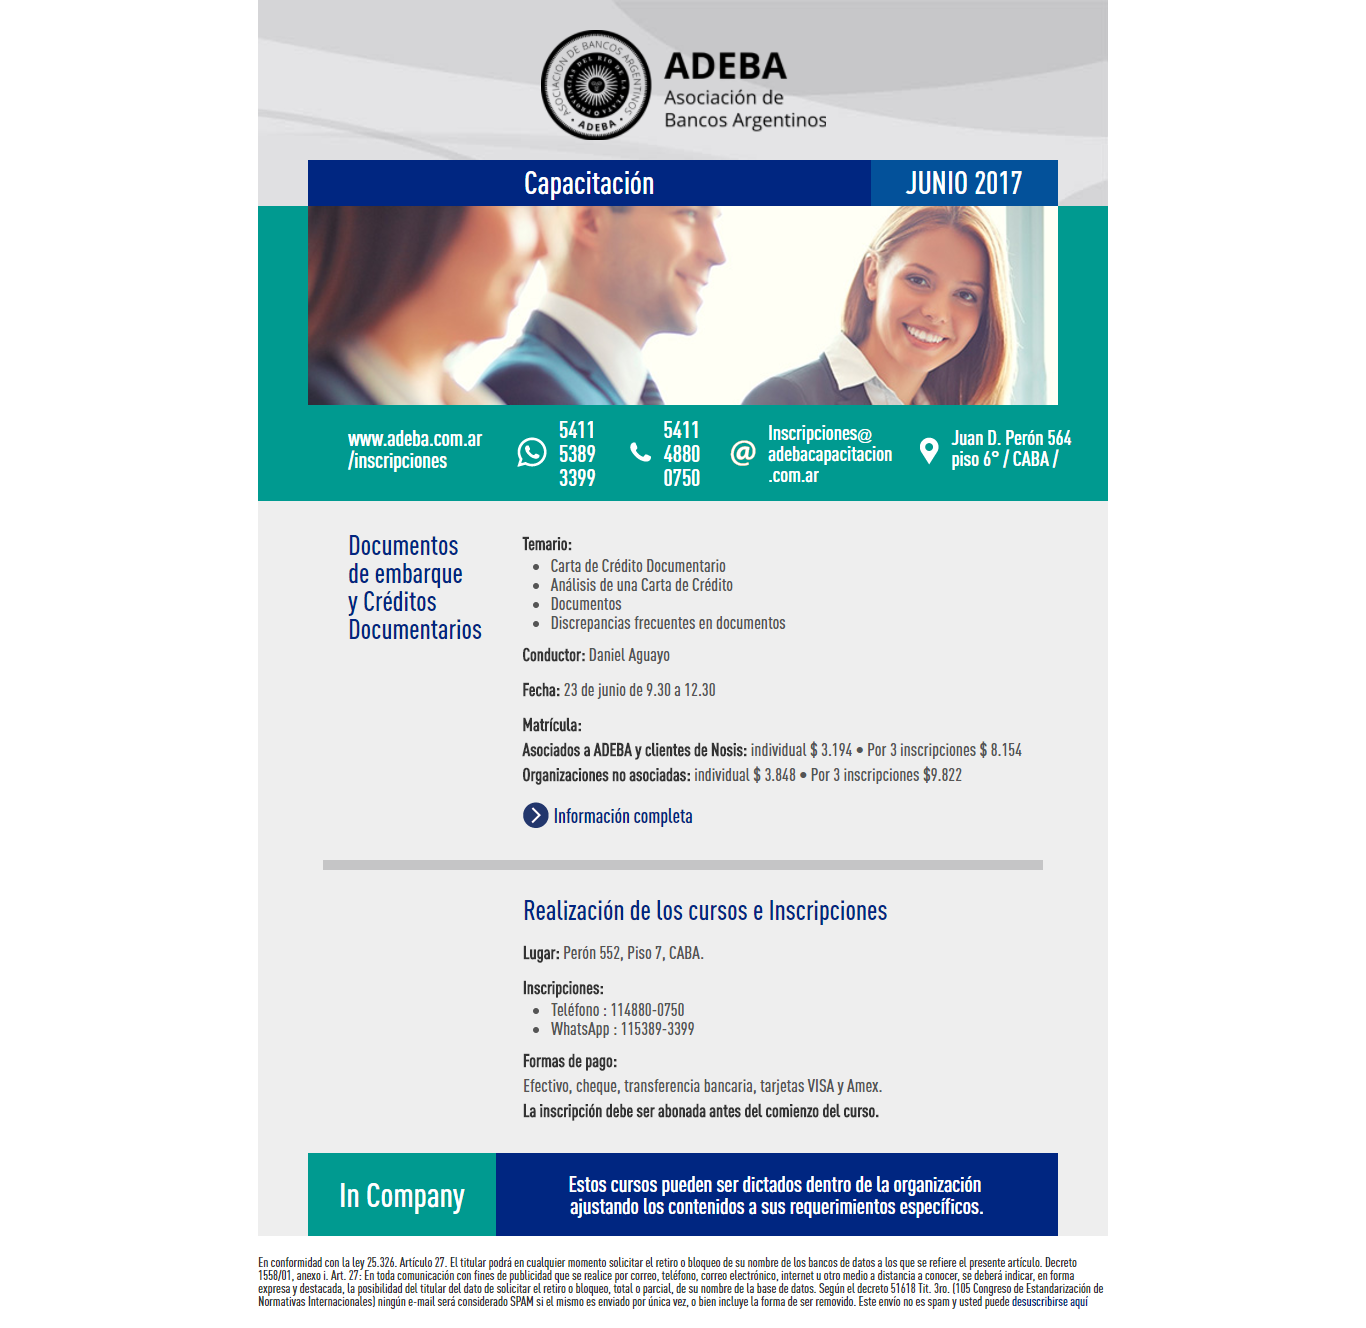 ASOCIACION DE BANCOS ARGENTINOS
PROVINCIAS DEL RIO DE LA PLATA
• ADEBA •
ADEBA
Asociación de
Bancos Argentinos
Capacitación
JUNIO 2017
www.adeba.com.ar
/inscripciones
5411
5389
3399
5411
4880
0750
@
Inscripciones@
adebacapacitacion
.com.ar
Juan D. Perón 564
piso 6° / CABA /
Documentos
de embarque
y Créditos
Documentarios
Temario:
• Carta de Crédito Documentario
• Análisis de una Carta de Crédito
• Documentos
• Discrepancias frecuentes en documentos
Conductor: Daniel Aguayo
Fecha: 23 de junio de 9.30 a 12.30
Matrícula:
Asociados a ADEBA y clientes de Nosis: individual $ 3.194 • Por 3 inscripciones $ 8.154
Organizaciones no asociadas: individual $ 3.848 • Por 3 inscripciones $9.822
Información completa
Realización de los cursos e Inscripciones
Lugar: Perón 552, Piso 7, CABA.
Inscripciones:
• Teléfono : 114880-0750
• WhatsApp : 115389-3399
Formas de pago:
Efectivo, cheque, transferencia bancaria, tarjetas VISA y Amex.
La inscripción debe ser abonada antes del comienzo del curso.
In Company
Estos cursos pueden ser dictados dentro de la organización
ajustando los contenidos a sus requerimientos específicos.
En conformidad con la ley 25.326. Artículo 27. El titular podrá en cualquier momento solicitar el retiro o bloqueo de su nombre de los bancos de datos a los que se refiere el presente artículo. Decreto
1558/01, anexo i. Art. 27: En toda comunicación con fines de publicidad que se realice por correo, teléfono, correo electrónico, internet u otro medio a distancia a conocer, se deberá indicar, en forma
expresa y destacada, la posibilidad del titular del dato de solicitar el retiro o bloqueo, total o parcial, de su nombre de la base de datos. Según el decreto 51618 Tit. 3ro. (105 Congreso de Estandarización de
Normativas Internacionales) ningún e-mail será considerado SPAM si el mismo es enviado por única vez, o bien incluye la forma de ser removido. Este envío no es spam y usted puede desuscribirse aquí